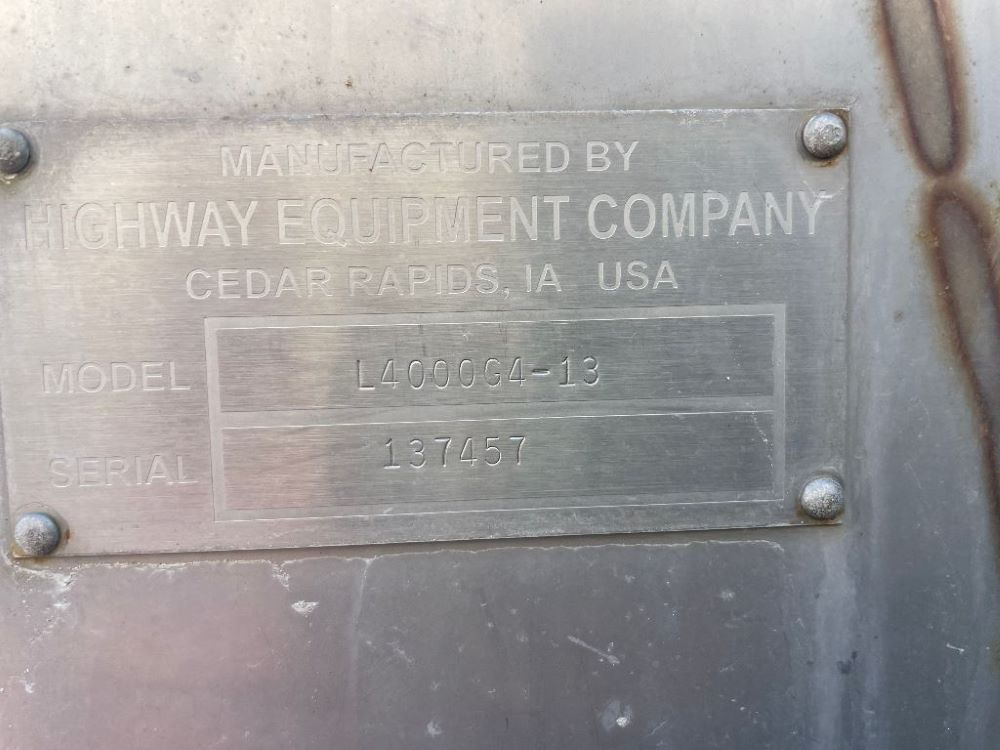 MANUFACTURED BY
HIGHWAY EQUIPMENT COMPANY
CEDAR RAPIDS, IA USA
MODEL L4000G4-13
SERIAL 137457